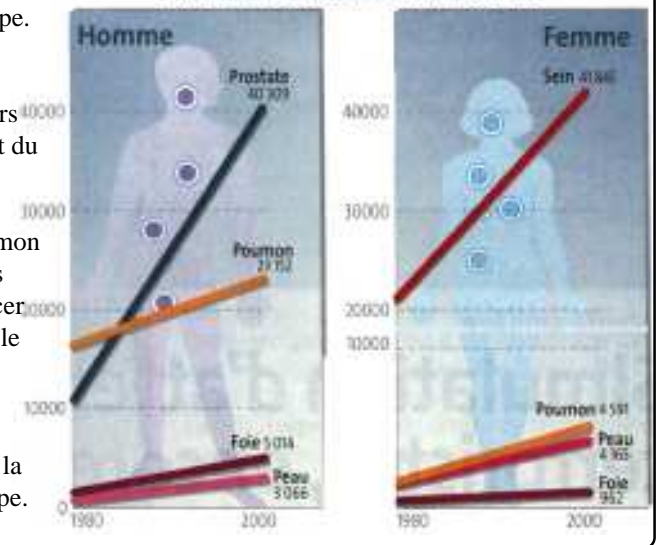 pe.
rs
t du
mon
s
cer
le
la
pe.
Homme
Prostate
40 309
40000
30000
Poumon
20000
10000
Foie 5 014
Peau
3 066
0
1980 2000
Femme
Sein 41 845
40000
30000
20000
10000
Poumon 4 591
Peau
4 365
Foie
962
1980 2000